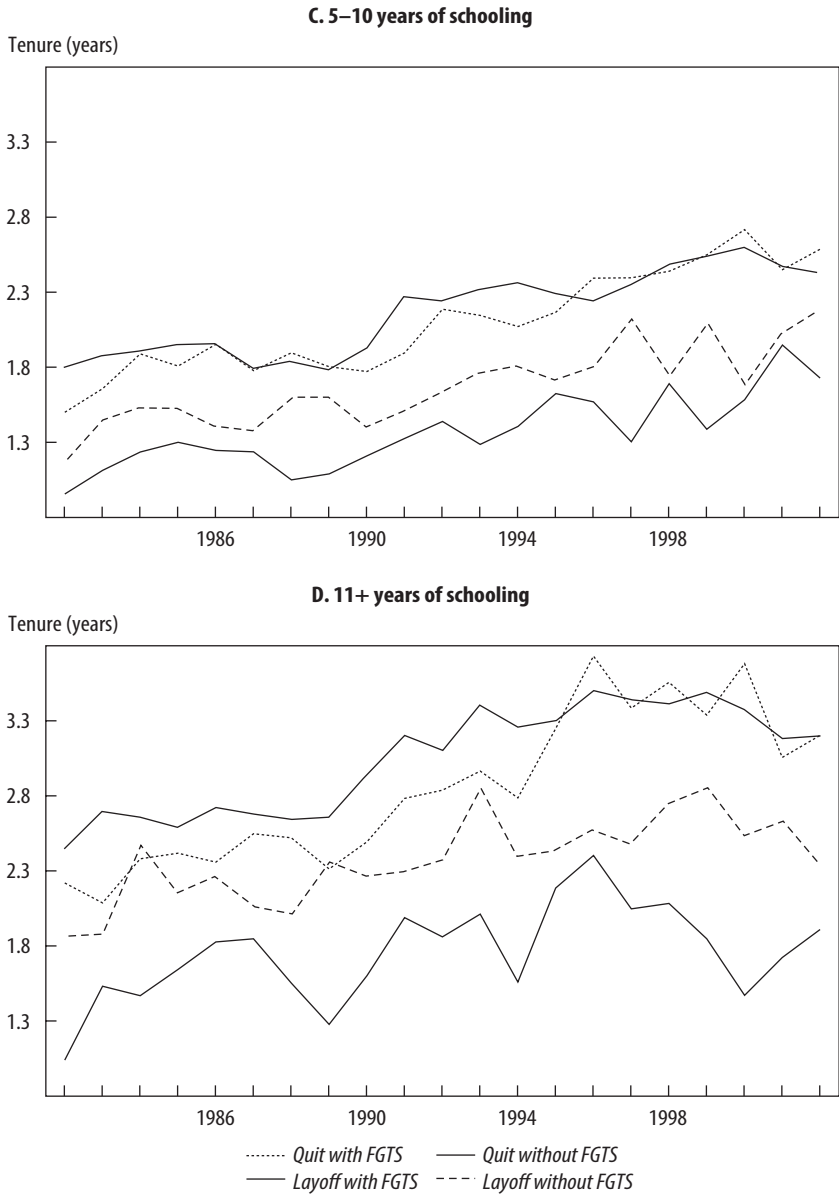 C. 5–10 years of schooling
Tenure (years)
3.3
2.8
2.3
1.8
1.3
1986 1990 1994 1998
D. 11+ years of schooling
Tenure (years)
3.3
2.8
2.3
1.8
1.3
1986 1990 1994 1998
Quit with FGTS Quit without FGTS
Layoff with FGTS Layoff without FGTS